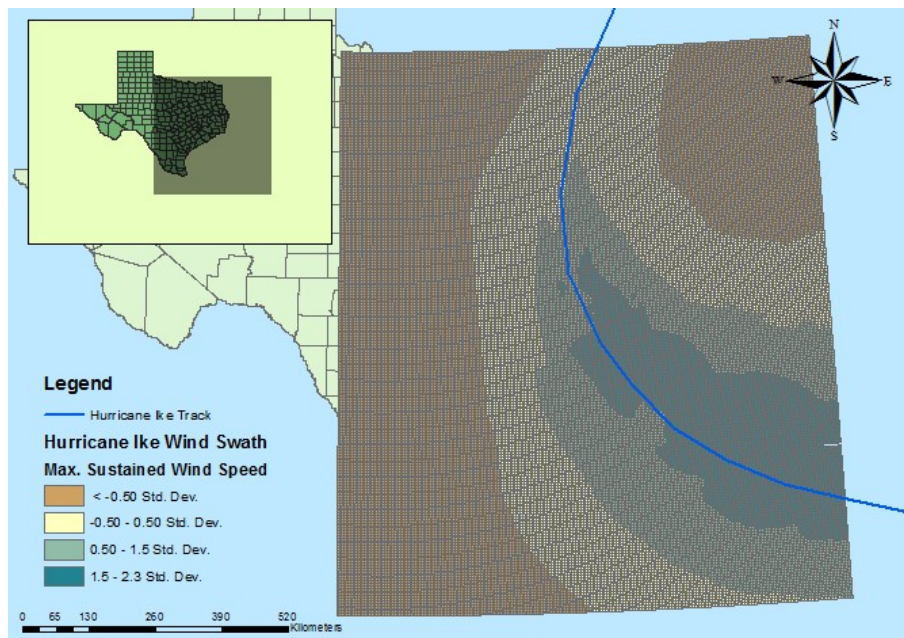 N
W E
S
Legend
Hurricane Ike Track
Hurricane Ike Wind Swath
Max. Sustained Wind Speed
< -0.50 Std. Dev.
-0.50 - 0.50 Std. Dev.
0.50 - 1.5 Std. Dev.
1.5 - 2.3 Std. Dev.
0 65 130 260 390 520
Kilometers